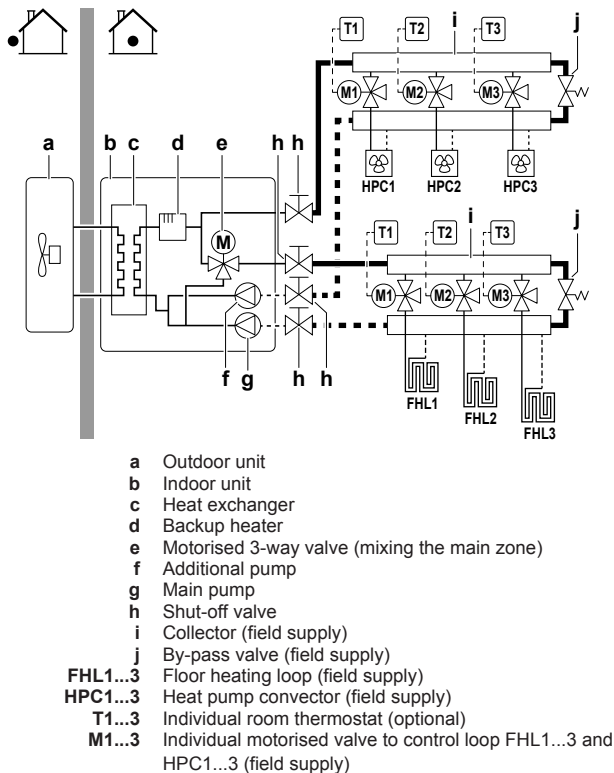 T1 T2 T3 i j
M1 M2 M3
a b c d e h h
HPC1 HPC2 HPC3
i j
M
T1 T2 T3
M1 M2 M3
f g h h
FHL1 FHL2 FHL3
a Outdoor unit
b Indoor unit
c Heat exchanger
d Backup heater
e Motorised 3-way valve (mixing the main zone)
f Additional pump
g Main pump
h Shut-off valve
i Collector (field supply)
j By-pass valve (field supply)
FHL1...3 Floor heating loop (field supply)
HPC1...3 Heat pump convector (field supply)
T1...3 Individual room thermostat (optional)
M1...3 Individual motorised valve to control loop FHL1...3 and
HPC1...3 (field supply)